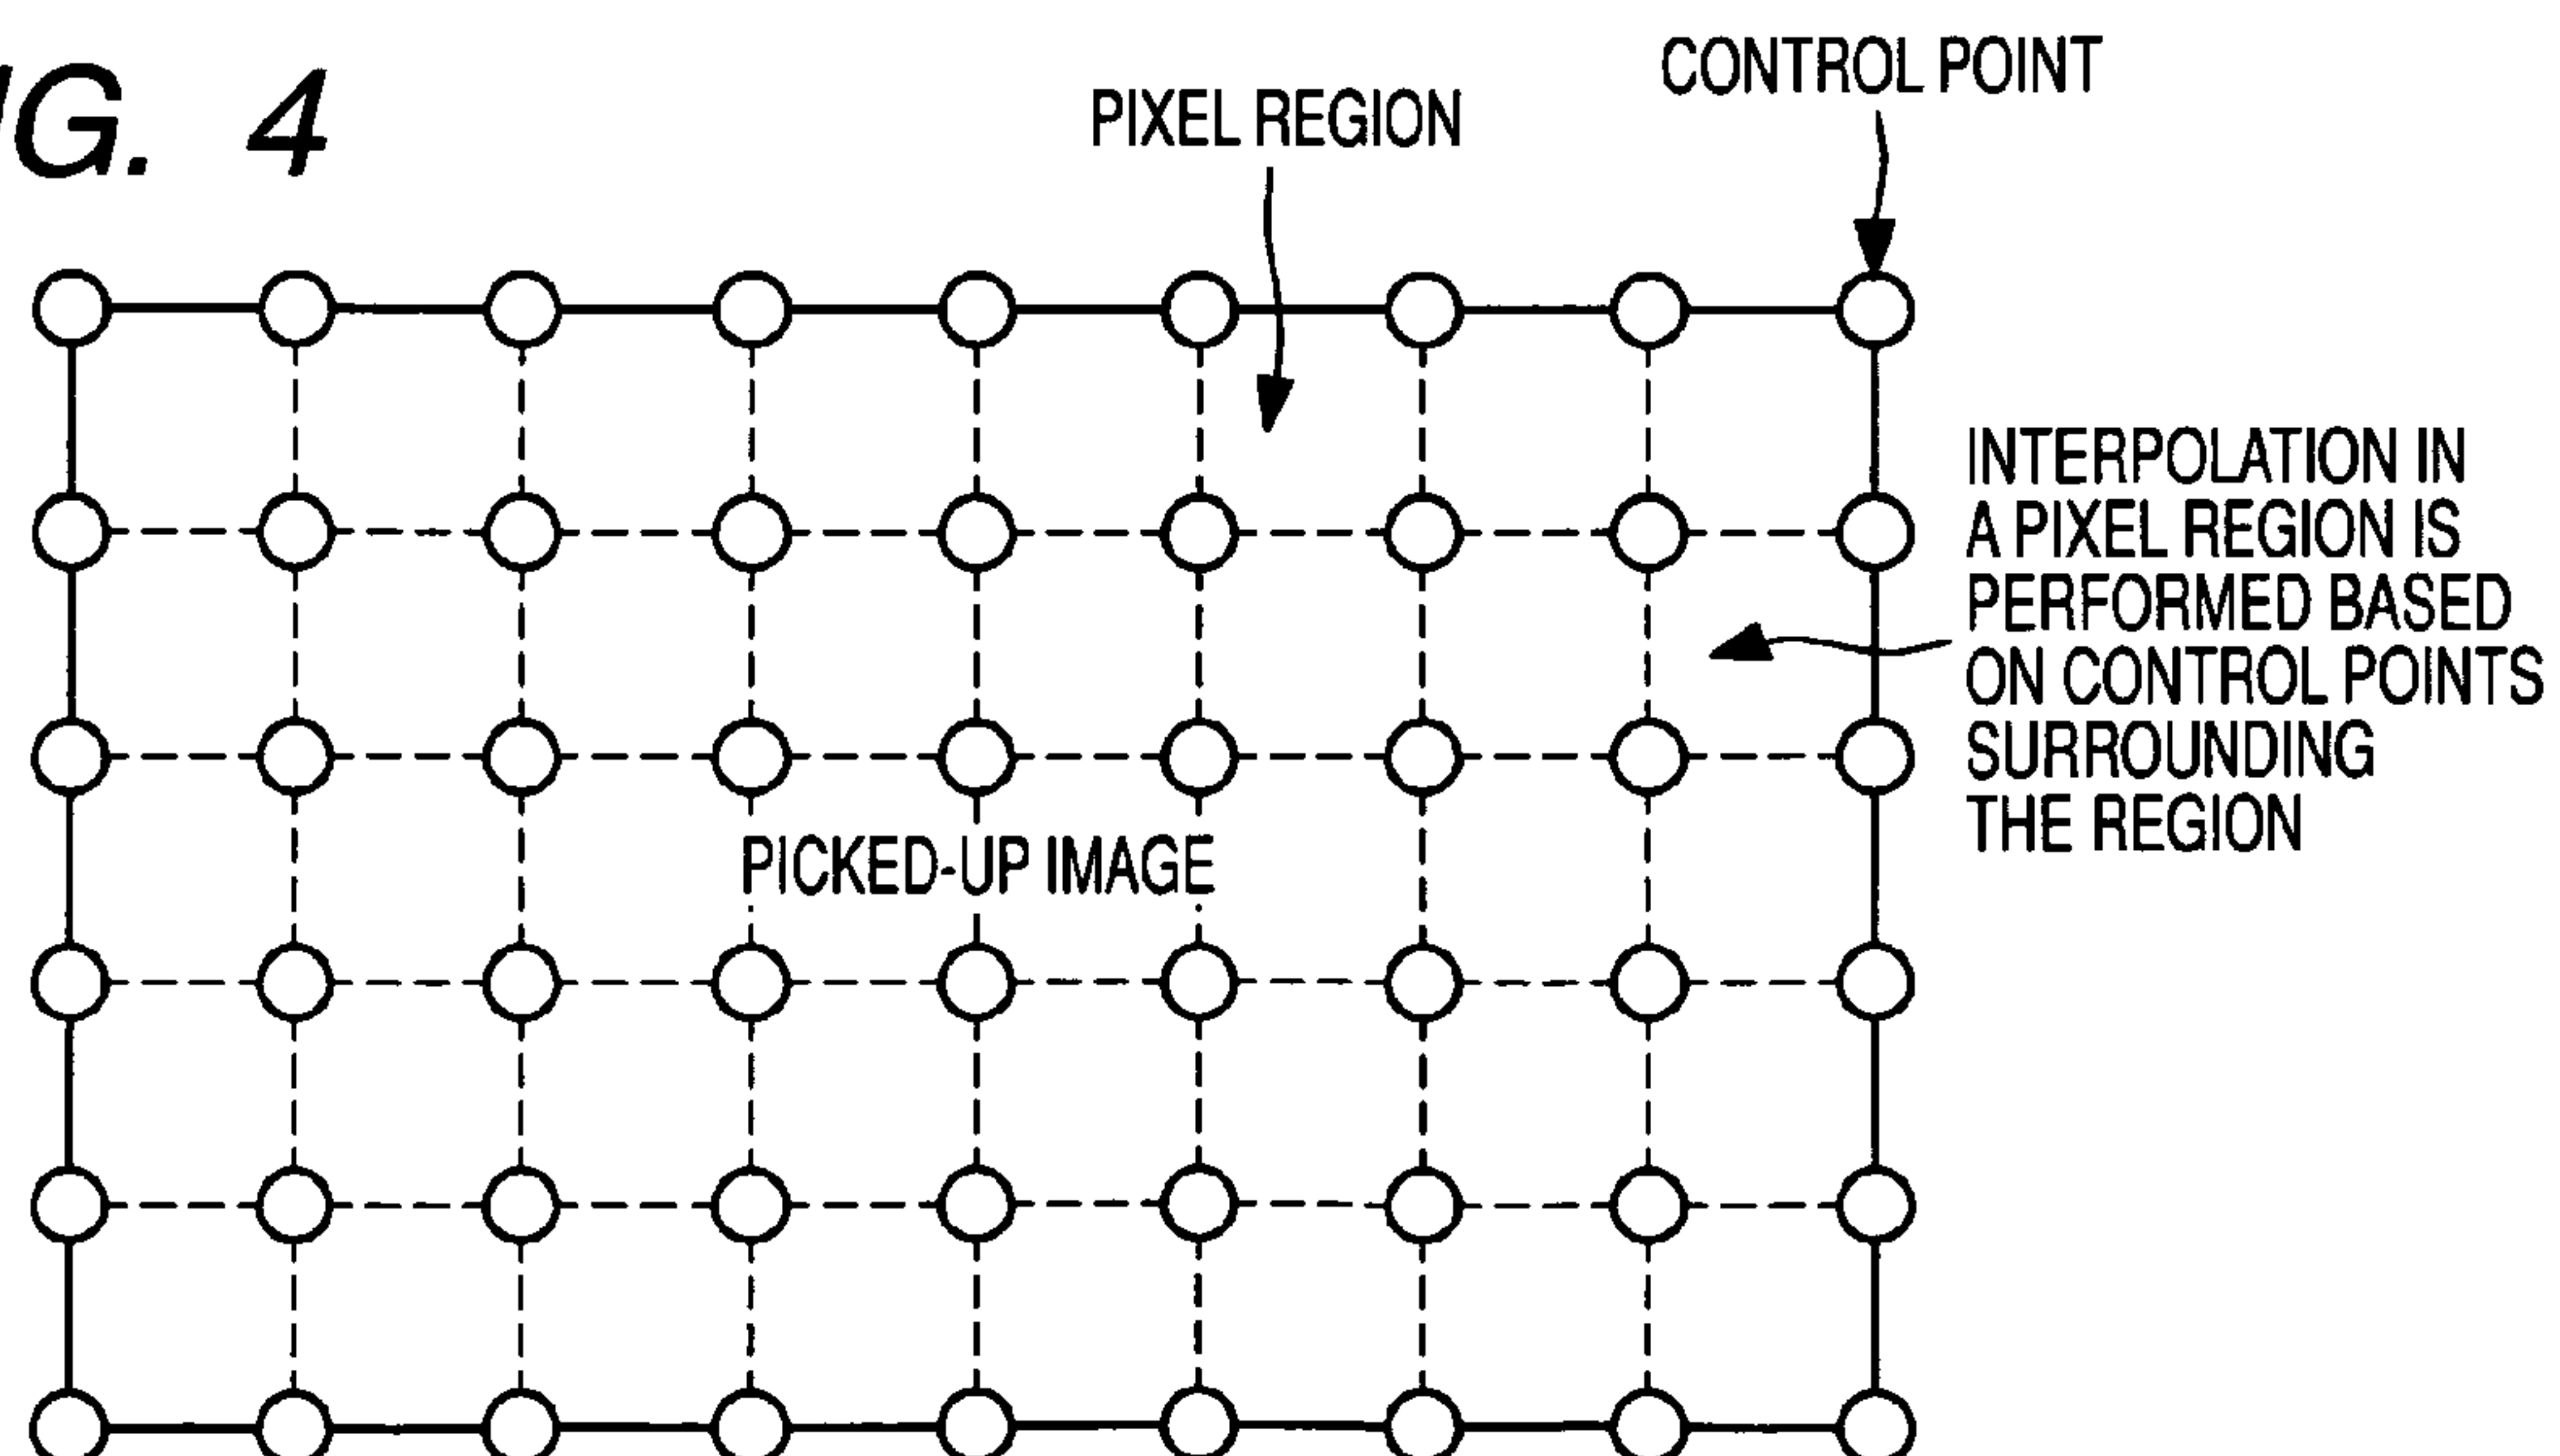 IG. 4
PIXEL REGION
CONTROL POINT
INTERPOLATION IN
A PIXEL REGION IS
PERFORMED BASED
ON CONTROL POINTS
SURROUNDING
THE REGION
PICKED-UP IMAGE